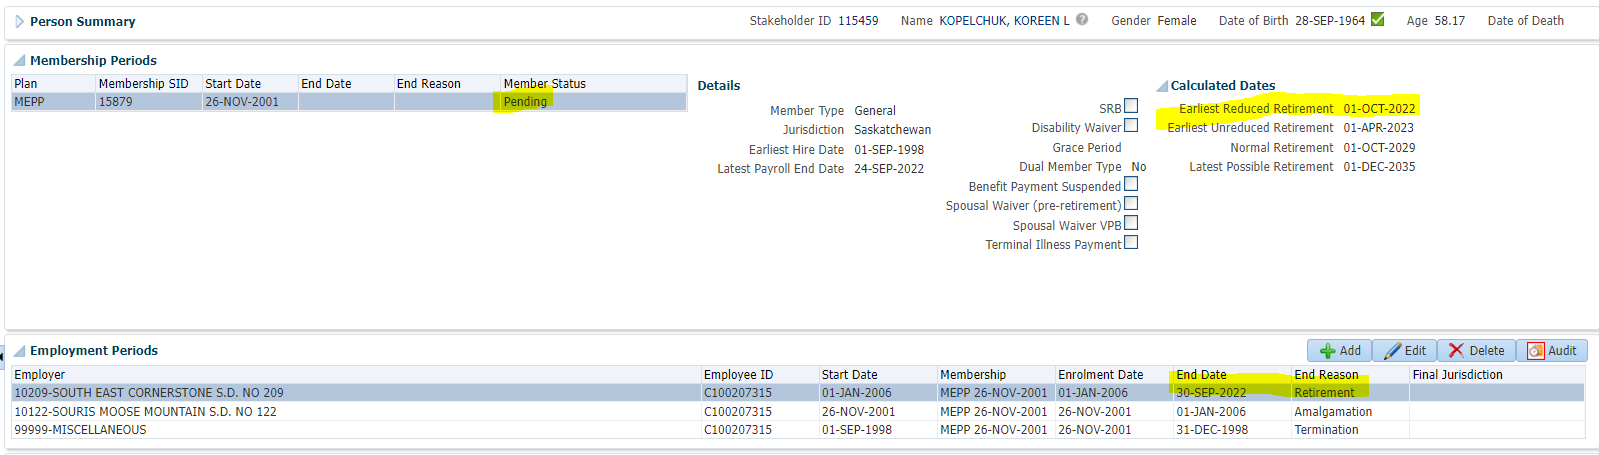 Person Summary Stakeholder ID 115459 Name KOPELCHUK, KOREEN L Gender Female Date of Birth 28-SEP-1964 Age 58.17 Date of Death
Membership Periods
Plan Membership SID Start Date End Date End Reason Member Status
MEPP 15879 26-NOV-2001 Pending
Details
Member Type General
Jurisdiction Saskatchewan
Earliest Hire Date 01-SEP-1998
Latest Payroll End Date 24-SEP-2022
SRB
Disability Waiver
Grace Period
Dual Member Type No
Benefit Payment Suspended
Spousal Waiver (pre-retirement)
Spousal Waiver VPB
Terminal Illness Payment
Calculated Dates
Earliest Reduced Retirement 01-OCT-2022
Earliest Unreduced Retirement 01-APR-2023
Normal Retirement 01-OCT-2029
Latest Possible Retirement 01-DEC-2035
Employment Periods Add Edit Delete Audit
Employer Employee ID Start Date Membership Enrolment Date End Date End Reason Final Jurisdiction
10209-SOUTH EAST CORNERSTONE S.D. NO 209 C100207315 01-JAN-2006 MEPP 26-NOV-2001 01-JAN-2006 30-SEP-2022 Retirement
10122-SOURIS MOOSE MOUNTAIN S.D. NO 122 C100207315 26-NOV-2001 MEPP 26-NOV-2001 26-NOV-2001 01-JAN-2006 Amalgamation
99999-MISCELLANEOUS C100207315 01-SEP-1998 MEPP 26-NOV-2001 26-NOV-2001 31-DEC-1998 Termination